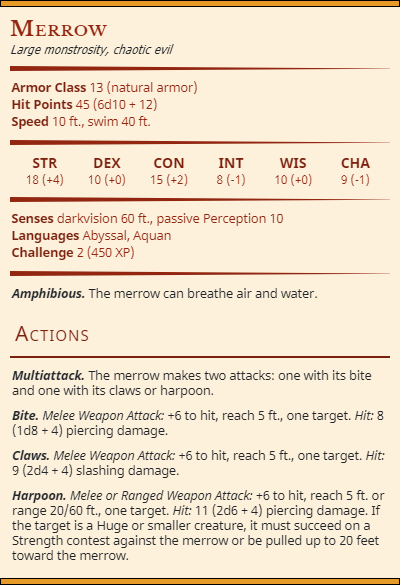 Merrow
Large monstrosity, chaotic evil
Armor Class 13 (natural armor)
Hit Points 45 (6d10 + 12)
Speed 10 ft., swim 40 ft.
STR DEX CON INT WIS CHA
18 (+4) 10 (+0) 15 (+2) 8 (-1) 10 (+0) 9 (-1)
Senses darkvision 60 ft., passive Perception 10
Languages Abyssal, Aquan
Challenge 2 (450 XP)
Amphibious. The merrow can breathe air and water.
Actions
Multiattack. The merrow makes two attacks: one with its bite
and one with its claws or harpoon.
Bite. Melee Weapon Attack: +6 to hit, reach 5 ft., one target. Hit: 8
(1d8 + 4) piercing damage.
Claws. Melee Weapon Attack: +6 to hit, reach 5 ft., one target. Hit:
9 (2d4 + 4) slashing damage.
Harpoon. Melee or Ranged Weapon Attack: +6 to hit, reach 5 ft. or
range 20/60 ft., one target. Hit: 11 (2d6 + 4) piercing damage. If
the target is a Huge or smaller creature, it must succeed on a
Strength contest against the merrow or be pulled up to 20 feet
toward the merrow.